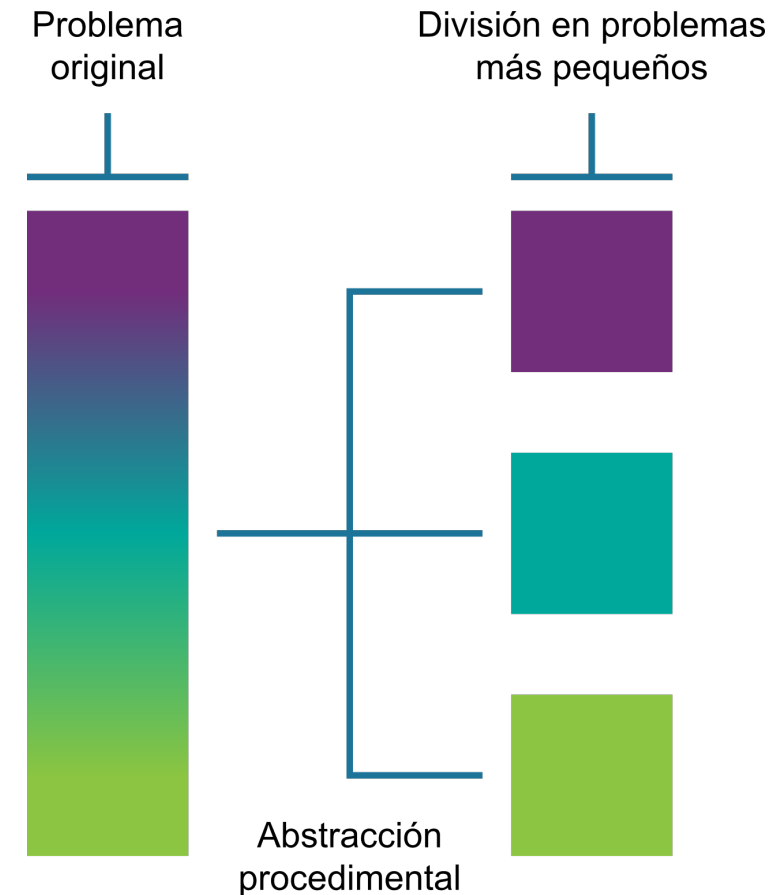 Problema
original
División en problemas
más pequeños
Abstracción
procedimental